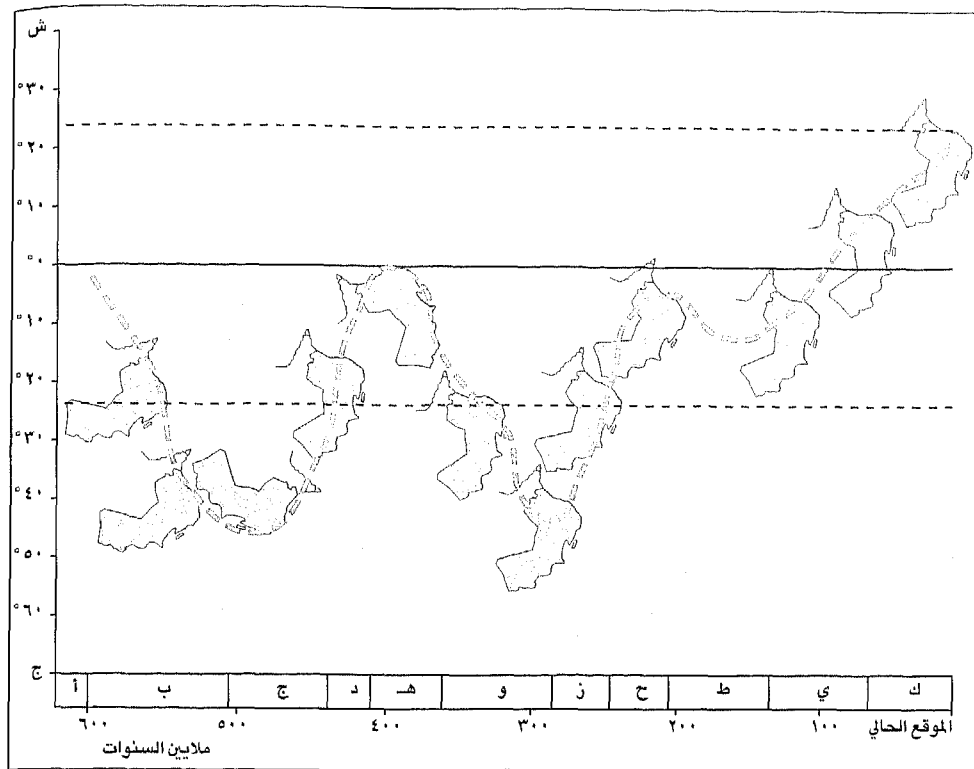 ش
°٣٠
°٢٠
°١٠
°٠
°١٠
°٢٠
°٣٠
°٤٠
°٥٠
°٦٠
ج
أ ب ج د هـ و ز ح ط ي ك
٦٠٠ ٥٠٠ ٤٠٠ ٣٠٠ ٢٠٠ ١٠٠ الموقع الحالي
ملايين السنوات